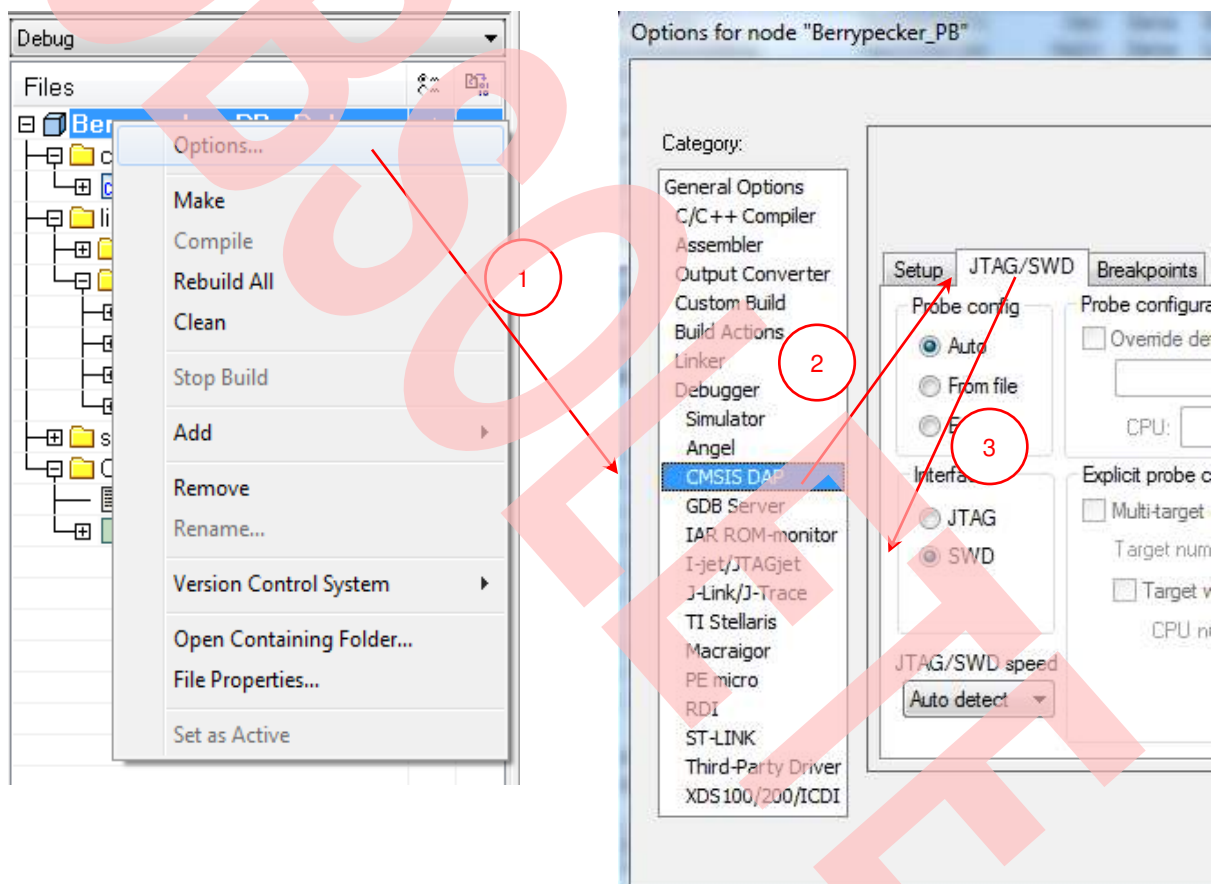 Debug
Files
Options...
Make
Compile
Rebuild All
Clean
Stop Build
Add
Remove
Rename...
Version Control System
Open Containing Folder...
File Properties...
Set as Active
1
Options for node "Berrypecker_PB"
Category:
General Options
C/C++ Compiler
Assembler
Output Converter
Custom Build
Build Actions
Linker
Debugger
Simulator
Angel
CMSIS DAP
GDB Server
IAR ROM-monitor
I-jet/JTAGjet
J-Link/J-Trace
TI Stellaris
Macraigor
PE micro
RDI
ST-LINK
Third-Party Driver
XDS100/200/ICDI
2
Setup JTAG/SWD Breakpoints
Probe config
Auto
From file
3
Interface
JTAG
SWD
JTAG/SWD speed
Auto detect
Probe configura
Override de
CPU:
Explicit probe c
Multi-target
Target num
Target w
CPU nu
OBSOLETE